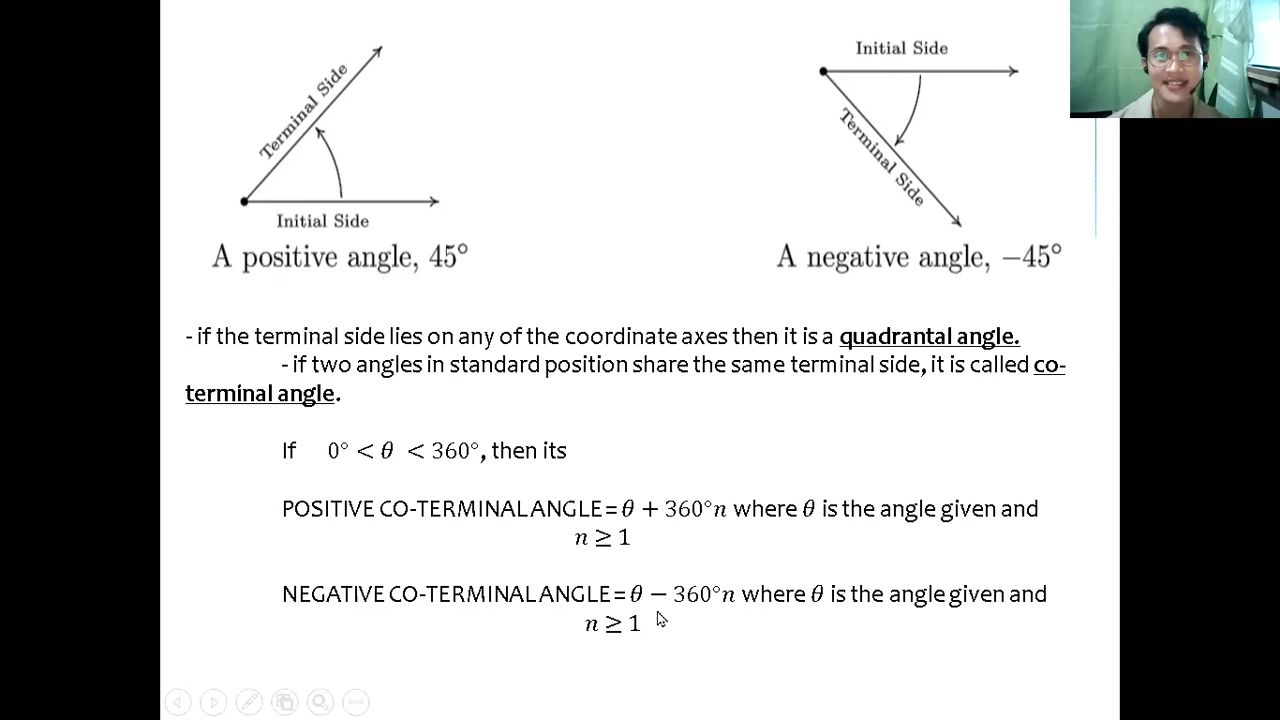 Terminal Side
Initial Side
A positive angle, 45°
Initial Side
Terminal Side
A negative angle, −45°
- if the terminal side lies on any of the coordinate axes then it is a quadrantal angle.
- if two angles in standard position share the same terminal side, it is called co-
terminal angle.
If 0° < θ < 360°, then its
POSITIVE CO-TERMINAL ANGLE = θ + 360°n where θ is the angle given and
n ≥ 1
NEGATIVE CO-TERMINAL ANGLE = θ − 360°n where θ is the angle given and
n ≥ 1